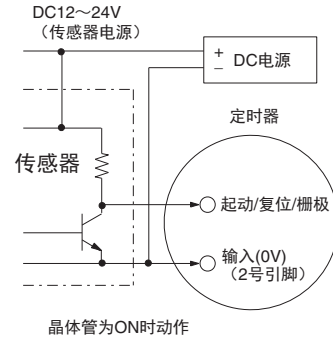 DC12～24V
（传感器电源）
+
−
DC电源
定时器
传感器
起动/复位/栅极
输入(0V)
（2号引脚）
晶体管为ON时动作